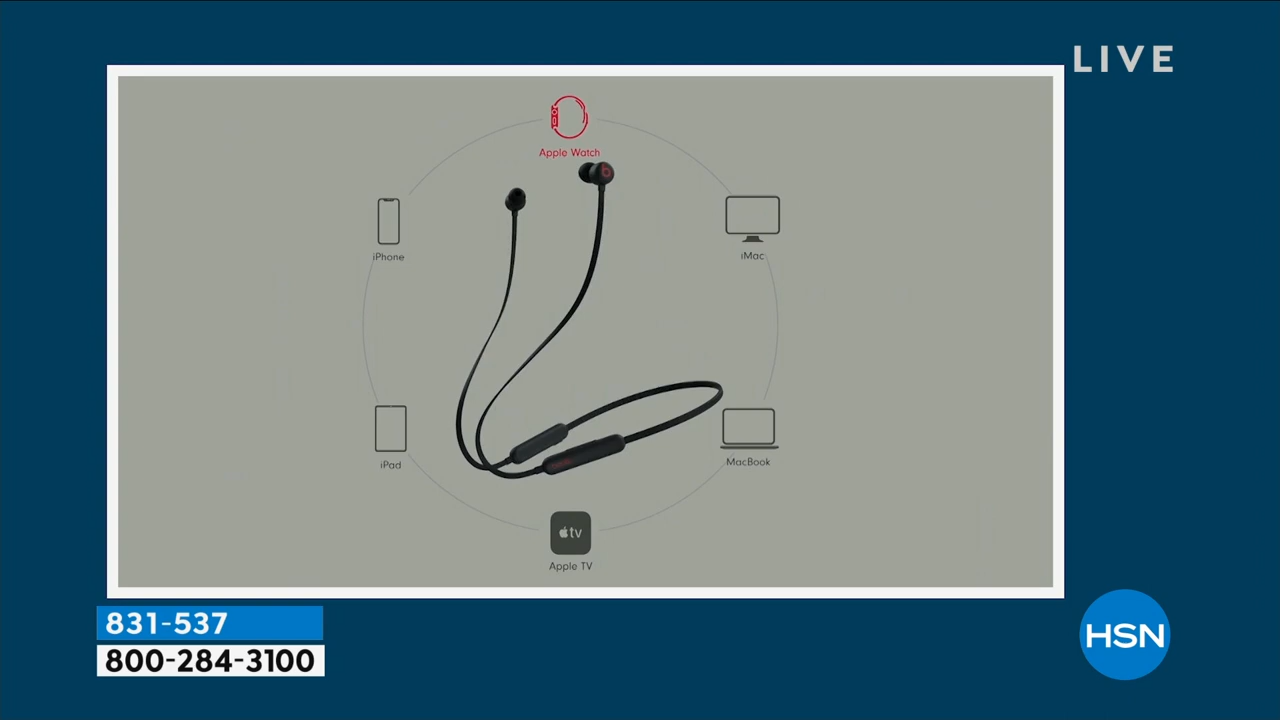 LIVE
Apple Watch
iPhone
iMac
iPad
MacBook
tv
Apple TV
831-537
800-284-3100
HSN